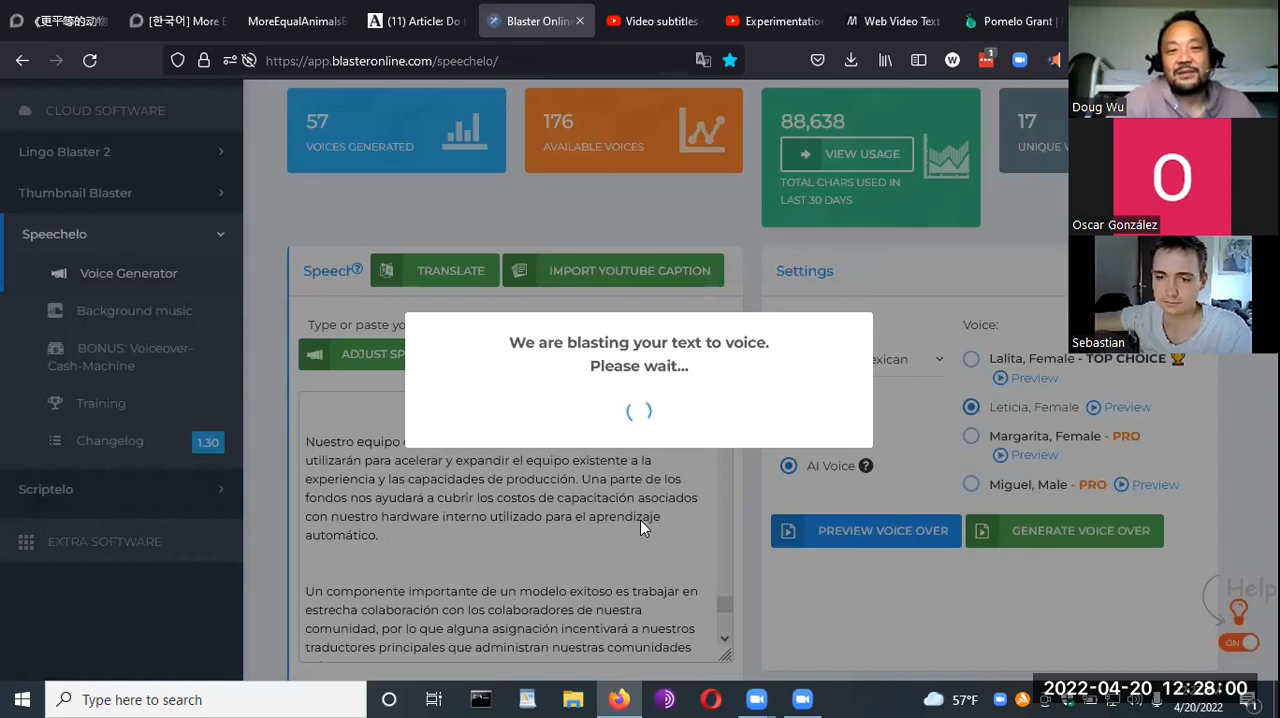 《更平等的动物
[한국어] More E
MoreEqualAnimalsB
A
(11) Article: Do t
Blaster Onlin
Video subtitles -
Experimentation
Web Video Text
Pomelo Grant |
https://app.blasteronline.com/speechelo/
W
1
Doug Wu
CLOUD SOFTWARE
Lingo Blaster 2
Thumbnail Blaster
Speechelo
Voice Generator
Background music
BONUS: Voiceover-
Cash-Machine
Training
Changelog
1.30
Scriptelo
EXTRA SOFTWARE
57
VOICES GENERATED
176
AVAILABLE VOICES
88,638
VIEW USAGE
TOTAL CHARS USED IN
LAST 30 DAYS
17
UNIQUE V
O
Oscar González
Sebastian
Speech
TRANSLATE
IMPORT YOUTUBE CAPTION
Type or paste yo
ADJUST SP
We are blasting your text to voice.
Please wait...
Nuestro equipo
utilizarán para acelerar y expandir el equipo existente a la
experiencia y las capacidades de producción. Una parte de los
fondos nos ayudará a cubrir los costos de capacitación asociados
con nuestro hardware interno utilizado para el aprendizaje
automático.
Un componente importante de un modelo exitoso es trabajar en
estrecha colaboración con los colaboradores de nuestra
comunidad, por lo que alguna asignación incentivará a nuestros
traductores principales que administran nuestras comunidades
Settings
exican
Voice:
Lalita, Female - TOP CHOICE
Preview
Leticia, Female
Preview
Margarita, Female - PRO
Preview
Miguel, Male - PRO
Preview
AI Voice
PREVIEW VOICE OVER
GENERATE VOICE OVER
Help
ON
Type here to search
57°F
2022-04-20 12:28:00
4/20/2022
1